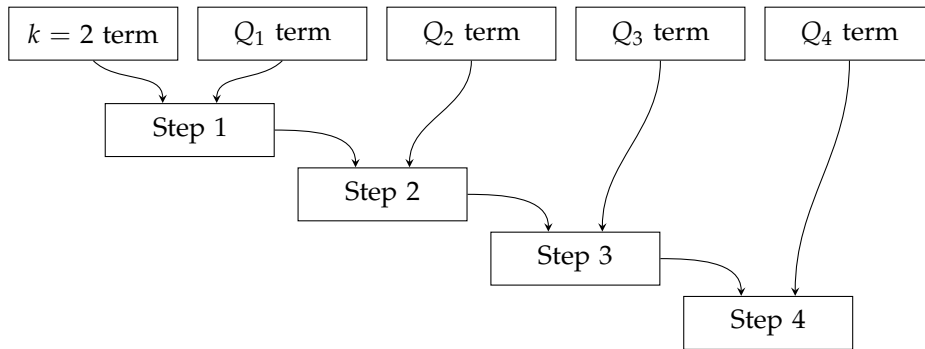 k = 2 term
Q₁ term
Q₂ term
Q₃ term
Q₄ term
Step 1
Step 2
Step 3
Step 4